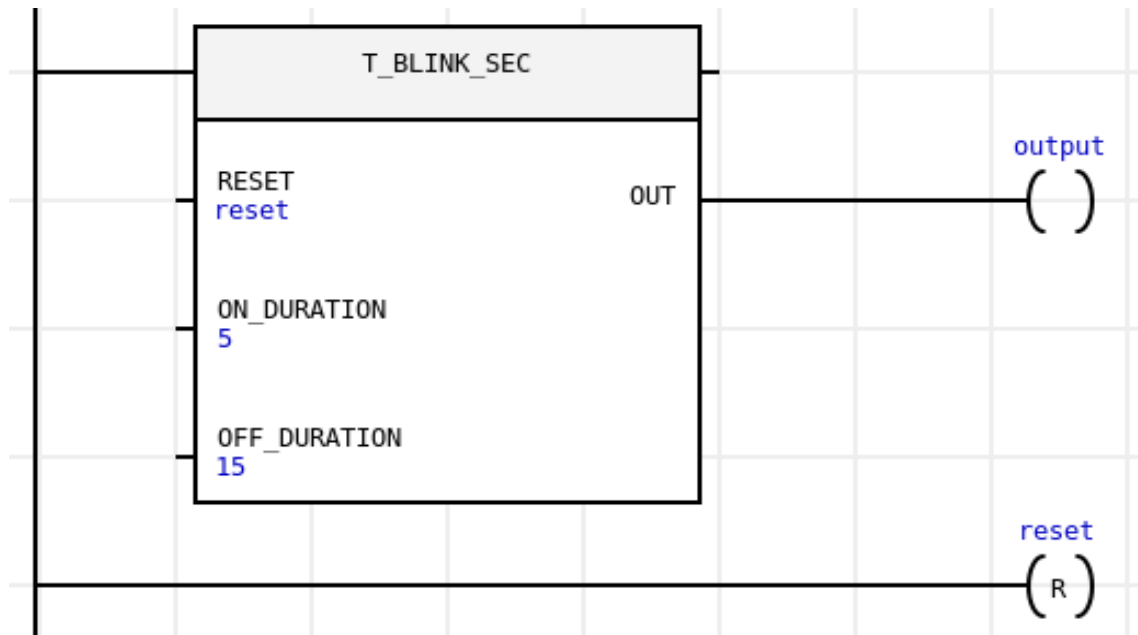 T_BLINK_SEC
output
RESET
reset
OUT
ON_DURATION
5
OFF_DURATION
15
reset
R